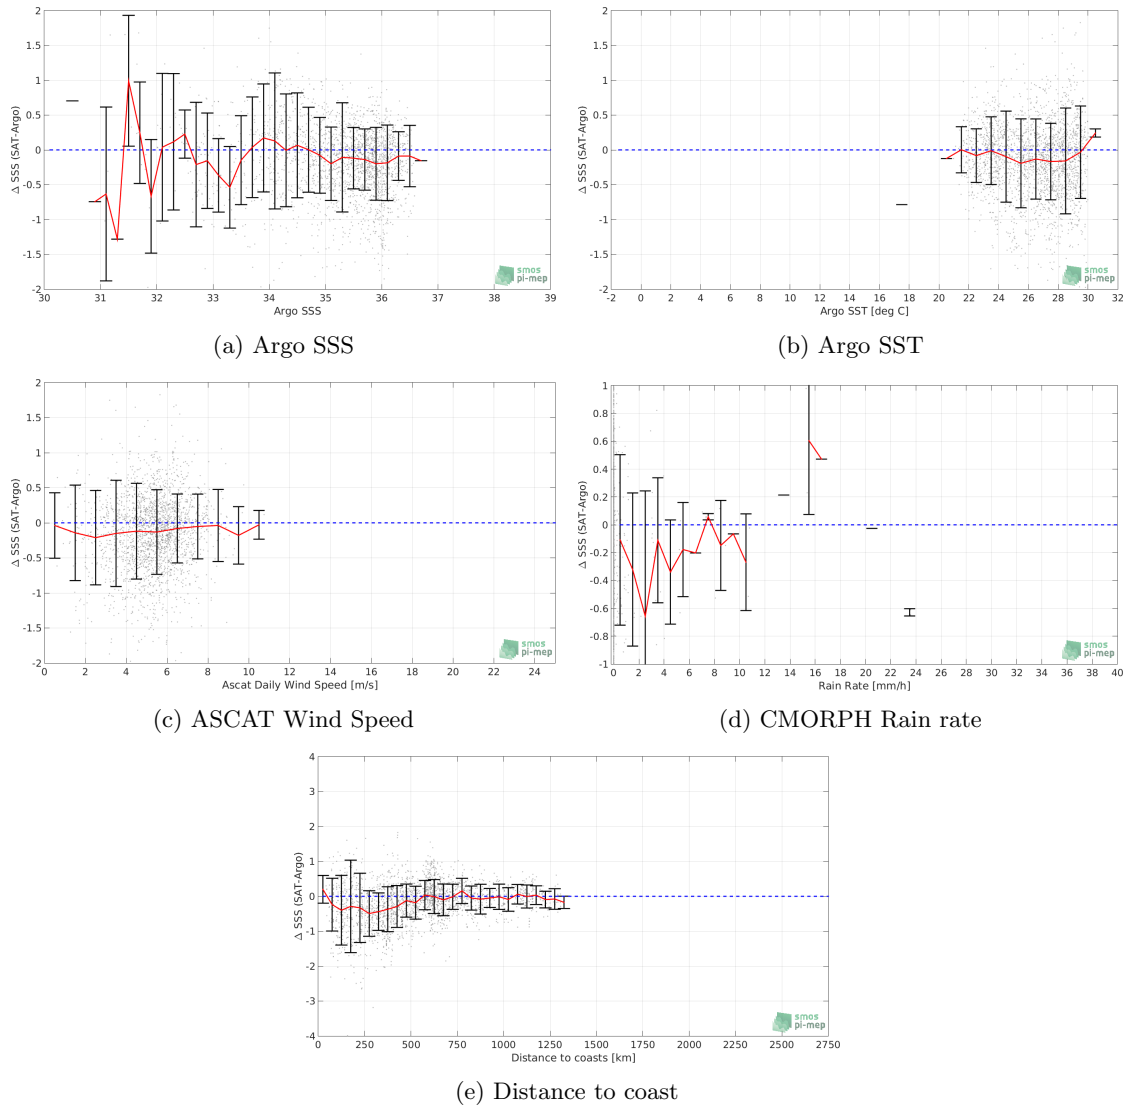 2
1.5
1
0.5
0
-0.5
-1
-1.5
-2
Δ SSS (SAT-Argo)
30 31 32 33 34 35 36 37 38 39
Argo SSS
smos
pi-mep
(a) Argo SSS
2
1.5
1
0.5
0
-0.5
-1
-1.5
-2
Δ SSS (SAT-Argo)
-2 0 2 4 6 8 10 12 14 16 18 20 22 24 26 28 30 32
Argo SST [deg C]
smos
pi-mep
(b) Argo SST
2
1.5
1
0.5
0
-0.5
-1
-1.5
-2
Δ SSS (SAT-Argo)
0 2 4 6 8 10 12 14 16 18 20 22 24
Ascat Daily Wind Speed [m/s]
smos
pi-mep
(c) ASCAT Wind Speed
1
0.8
0.6
0.4
0.2
0
-0.2
-0.4
-0.6
-0.8
-1
Δ SSS (SAT-Argo)
0 2 4 6 8 10 12 14 16 18 20 22 24 26 28 30 32 34 36 38 40
Rain Rate [mm/h]
smos
pi-mep
(d) CMORPH Rain rate
4
3
2
1
0
-1
-2
-3
-4
Δ SSS (SAT-Argo)
0 250 500 750 1000 1250 1500 1750 2000 2250 2500 2750
Distance to coasts [km]
smos
pi-mep
(e) Distance to coast